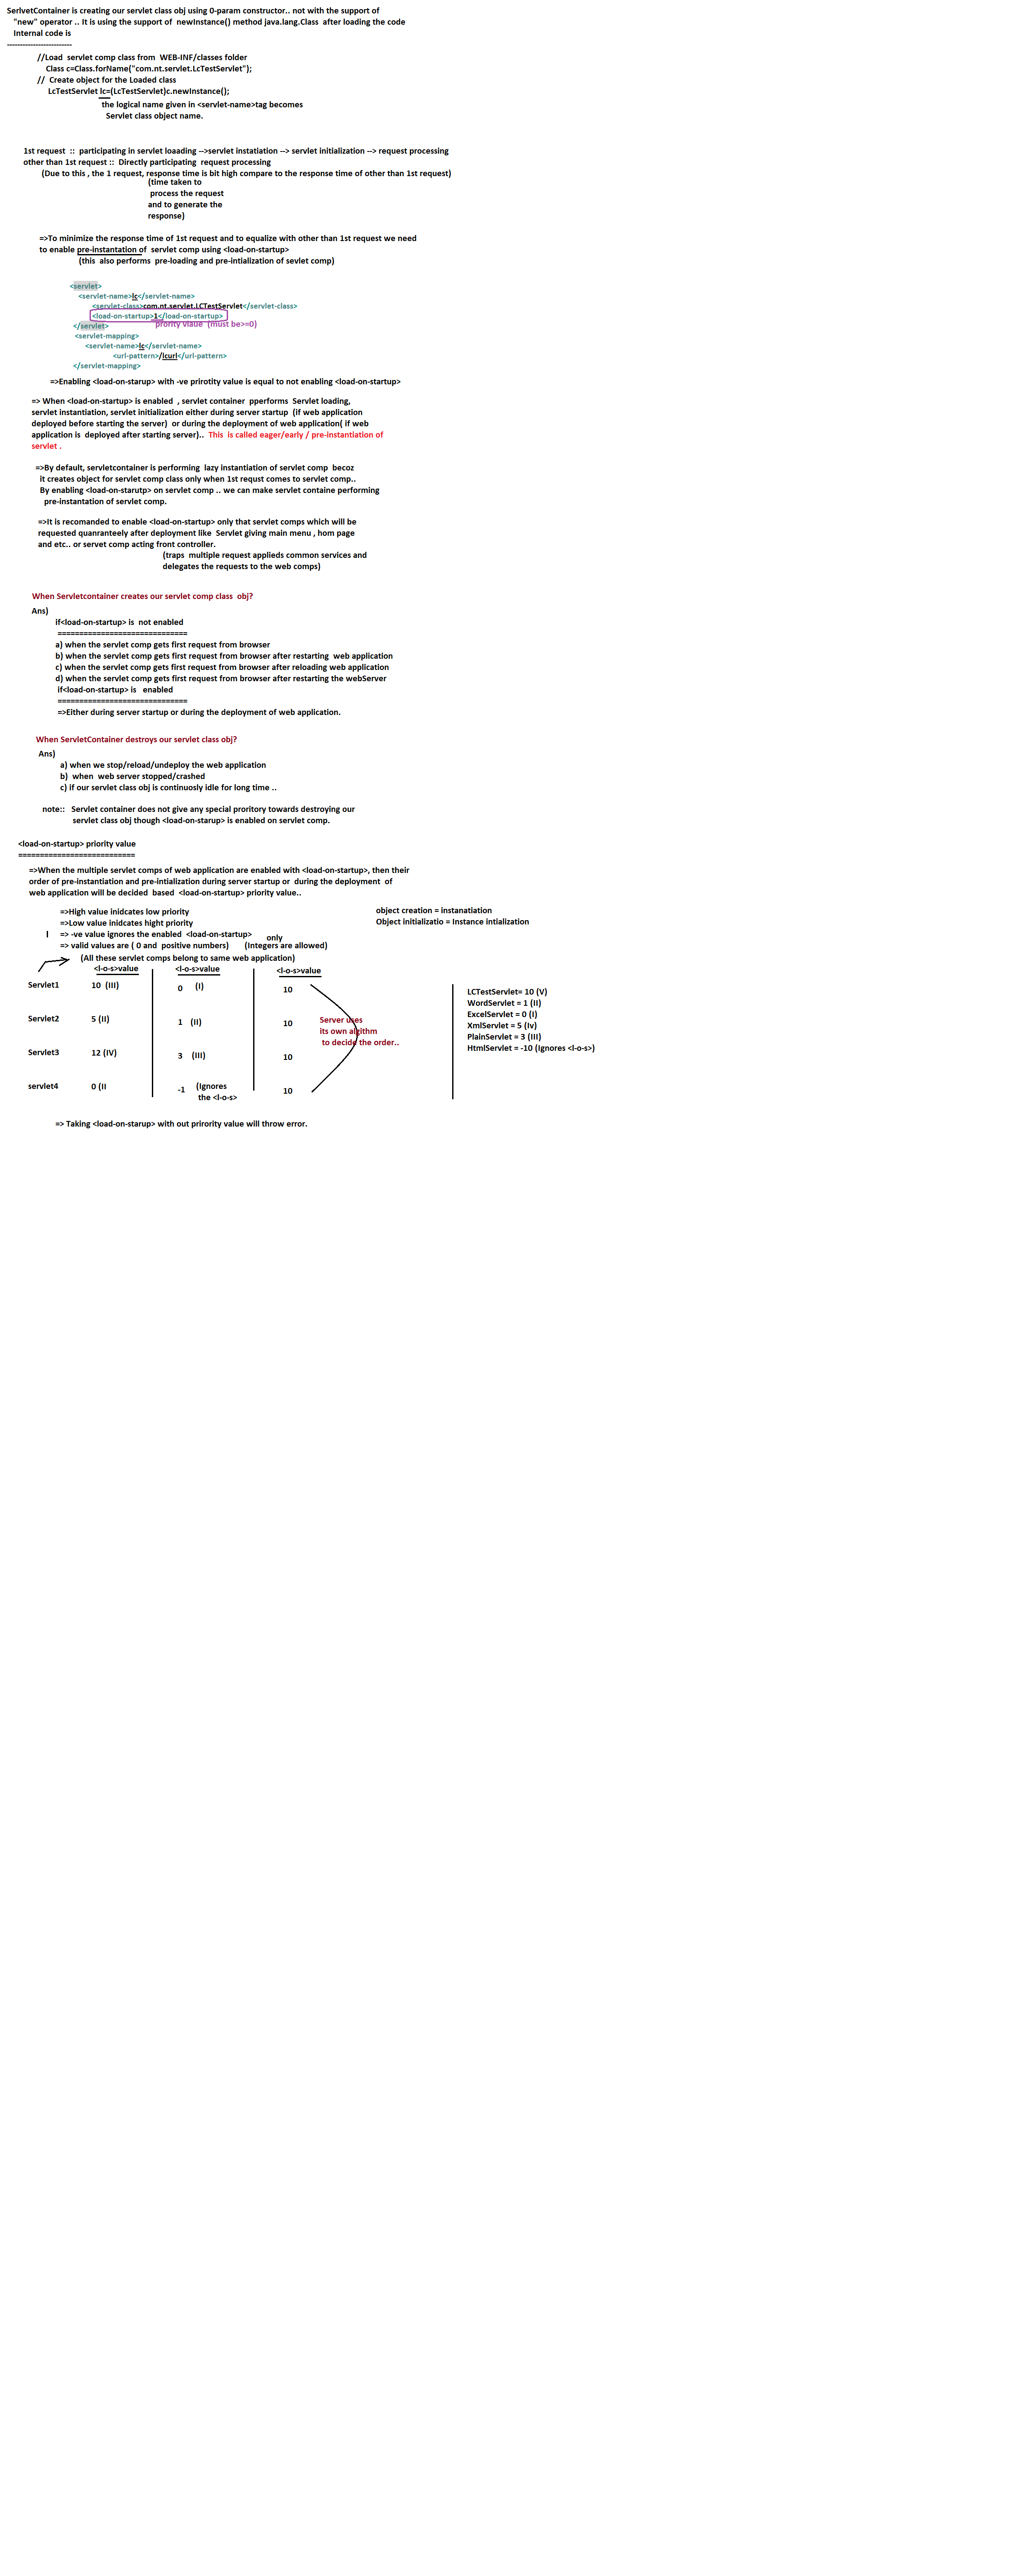 SerlvetContainer is creating our servlet class obj using 0-param constructor.. not with the support of
"new" operator .. It is using the support of  newInstance() method java.lang.Class  after loading the code
Internal code is
--------------------------
//Load  servlet comp class from  WEB-INF/classes folder
Class c=Class.forName("com.nt.servlet.LcTestServlet");
//  Create object for the Loaded class
LcTestServlet lc=(LcTestServlet)c.newInstance();
the logical name given in <servlet-name>tag becomes
Servlet class object name.
1st request  ::  participating in servlet loaading -->servlet instatiation --> servlet initialization --> request processing
other than 1st request ::  Directly participating  request processing
(Due to this , the 1 request, response time is bit high compare to the response time of other than 1st request)
(time taken to
process the request
and to generate the
response)
=>To minimize the response time of 1st request and to equalize with other than 1st request we need
to enable pre-instantation of  servlet comp using <load-on-startup>
(this  also performs  pre-loading and pre-intialization of sevlet comp)
<servlet>
<servlet-name>lc</servlet-name>
<servlet-class>com.nt.servlet.LCTestServlet</servlet-class>
<load-on-startup>1</load-on-startup>
</servlet>
prority vlaue  (must be>=0)
<servlet-mapping>
<servlet-name>lc</servlet-name>
<url-pattern>/lcurl</url-pattern>
</servlet-mapping>
=>Enabling <load-on-starup> with -ve prirotity value is equal to not enabling <load-on-startup>
=> When <load-on-startup> is enabled  , servlet container  pperforms  Servlet loading,
servlet instantiation, servlet initialization either during server startup  (if web application
deployed before starting the server)  or during the deployment of web application( if web
application is  deployed after starting server)..  This  is called eager/early / pre-instantiation of
servlet .
=>By default, servletcontainer is performing  lazy instantiation of servlet comp  becoz
it creates object for servlet comp class only when 1st requst comes to servlet comp..
By enabling <load-on-starutp> on servlet comp .. we can make servlet containe performing
pre-instantation of servlet comp.
=>It is recomanded to enable <load-on-startup> only that servlet comps which will be
requested quanranteely after deployment like  Servlet giving main menu , hom page
and etc.. or servet comp acting front controller.
(traps  multiple request applieds common services and
delegates the requests to the web comps)
When Servletcontainer creates our servlet comp class  obj?
Ans)
if<load-on-startup> is  not enabled
==============================
a) when the servlet comp gets first request from browser
b) when the servlet comp gets first request from browser after restarting  web application
c) when the servlet comp gets first request from browser after reloading web application
d) when the servlet comp gets first request from browser after restarting the webServer
if<load-on-startup> is   enabled
==============================
=>Either during server startup or during the deployment of web application.
When ServletContainer destroys our servlet class obj?
Ans)
a) when we stop/reload/undeploy the web application
b)  when  web server stopped/crashed
c) if our servlet class obj is continuosly idle for long time ..
note::   Servlet container does not give any special proritory towards destroying our
servlet class obj though <load-on-starup> is enabled on servlet comp.
<load-on-startup> priority value
===========================
=>When the multiple servlet comps of web application are enabled with <load-on-startup>, then their
order of pre-instantiation and pre-intialization during server startup or  during the deployment  of
web application will be decided  based  <load-on-startup> priority value..
=>High value inidcates low priority
=>Low value inidcates hight priority
object creation = instanatiation
Object initializatio = Instance intialization
I
=> -ve value ignores the enabled  <load-on-startup>
only
=> valid values are ( 0 and  positive numbers)
(Integers are allowed)
(All these servlet comps belong to same web application)
<l-o-s>value
<l-o-s>value
<l-o-s>value
Servlet1
10  (III)
0
(I)
10
LCTestServlet= 10 (V)
WordServlet = 1 (II)
ExcelServlet = 0 (I)
XmlServlet = 5 (Iv)
PlainServlet = 3 (III)
HtmlServlet = -10 (Ignores <l-o-s>)
Servlet2
5 (II)
1
(II)
10
Server uses
its own algithm
to decide the order..
Servlet3
12 (IV)
3
(III)
10
servlet4
0 (II
-1
(Ignores
the <l-o-s>
10
=> Taking <load-on-starup> with out prirority value will throw error.